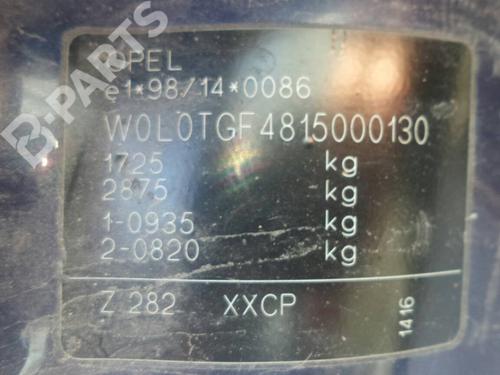 OPEL
e1*98/14*0086
W0L0TGF4815000130
1725 kg
2875 kg
1-0935 kg
2-0820 kg
Z 282 XXCP
1416
B-PARTS